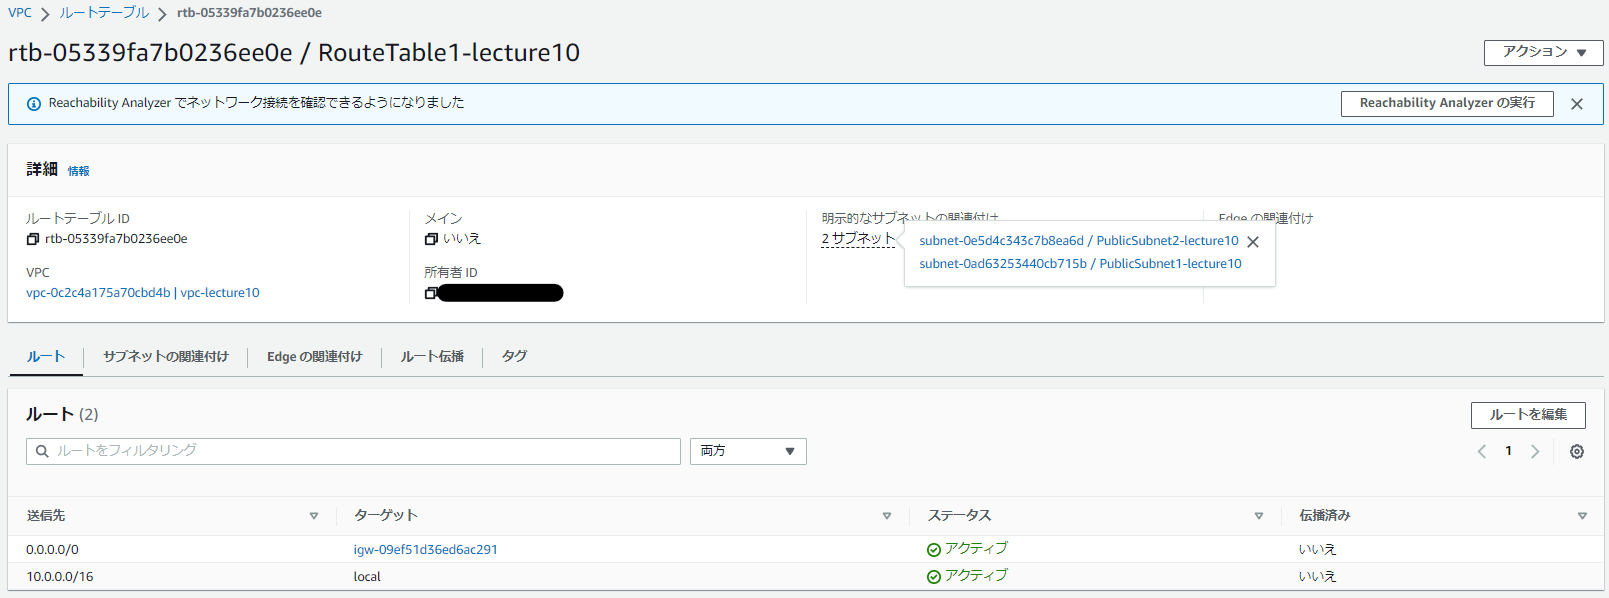 VPC > ルートテーブル > rtb-05339fa7b0236ee0e
rtb-05339fa7b0236ee0e / RouteTable1-lecture10
アクション
Reachability Analyzer でネットワーク接続を確認できるようになりました
Reachability Analyzer の実行
詳細 情報
ルートテーブル ID
rtb-05339fa7b0236ee0e
VPC
vpc-0c2c4a175a70cbd4b | vpc-lecture10
メイン
いいえ
所有者 ID
明示的なサブネットの関連付け
2 サブネット
subnet-0e5d4c343c7b8ea6d / PublicSubnet2-lecture10
subnet-0ad63253440cb715b / PublicSubnet1-lecture10
Edge の関連付け
ルート サブネットの関連付け Edge の関連付け ルート伝播 タグ
ルート (2)
ルートを編集
ルートをフィルタリング
両方
1
送信先 ターゲット ステータス 伝播済み
0.0.0.0/0 igw-09ef51d36ed6ac291 アクティブ いいえ
10.0.0.0/16 local アクティブ いいえ